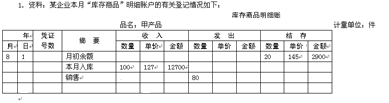 1、资料：某企业本月“库存商品”明细账户的有关登记情况如下：
库存商品明细账
品名：甲产品 计量单位：件
年 凭证号数 摘要 收入 发出 结存
月 日 数量 单价 金额 数量 单价 金额 数量 单价 金额
8 1 月初余额 20 145 2900
本月入库 100 127 12700
销售 80